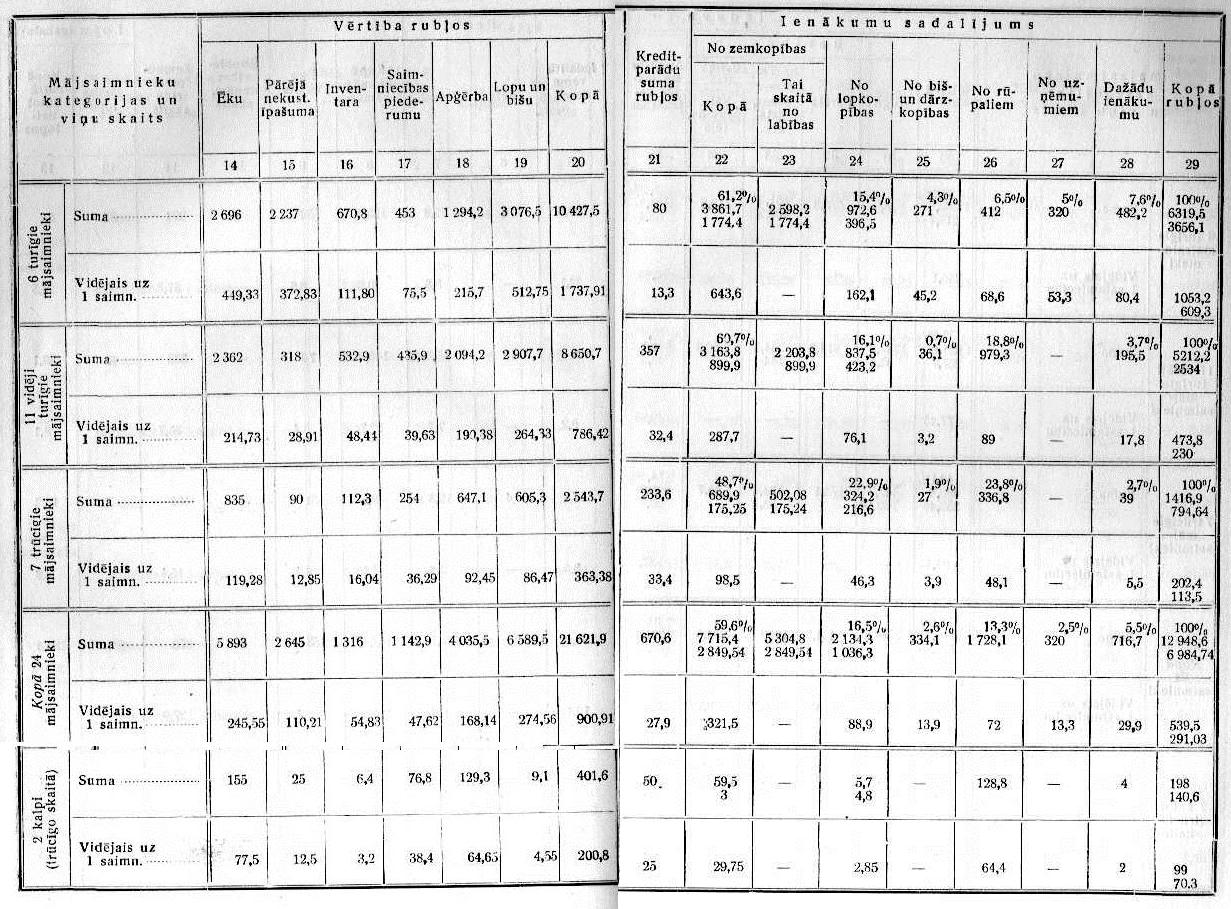 Vērtība rubļos
Ienākumu sadalījums
Mājsaimnieku kategorijas un viņu skaits
Ēku
Pārējā nekust. īpašuma
Inven-tara
Saim-niecības piede-rumu
Apģērba
Lopu un bišu
Kopā
Kredit-parādu suma rubļos
No zemkopības
Kopā
Tai skaitā no labības
No lopko-pības
No biš- un dārz-kopības
No rū-paliem
No uz-ņēmu-miem
Dažādu ienāku-mu
Kopā rubļos
14 15 16 17 18 19 20 21 22 23 24 25 26 27 28 29
6 turīgie mājsaimnieki
61,2% 15,4% 4,3% 6,5% 5% 7,6% 100%
Suma 2 696 2 237 670,8 453 1 294,2 3 076,5 10 427,5 80 3 861,7 2 598,2 972,6 271 412 320 482,2 6319,5
1 774.4 1 774,4 396,5 3656,1
Vidējais uz
1 saimn. 449,33 372,83 111,80 75,5 215,7 512,75 1 737,91 13,3 643,6 — 162,1 45,2 68,6 53,3 80,4 1053,2
609,3
11 vidēji turīgie mājsaimnieki
60,7% 16,1% 0,7% 18,8% 3,7% 100%
Suma 2 362 318 532,9 435,9 2 094,2 2 907,7 8 650,7 357 3 163,8 2 203,8 837,5 36,1 979,3 — 195,5 5212,2
899,9 899,9 423,2 2534
Vidējais uz
1 saimn. 214,73 28,91 48,44 39,63 190,38 264,33 786,42 32,4 287,7 — 76,1 3,2 89 — 17,8 473,8
230
7 trūcīgie mājsaimnieki
48,7% 22,9% 1,9% 23,8% 2,7% 100%
Suma 835 90 112,3 254 647,1 605,3 2 543,7 233,6 689,9 502,08 324,2 27 336,8 — 39 1416,9
175,25 175,24 216,6 794,64
Vidējais uz
1 saimn. 119,28 12,85 16,04 36,29 92,45 86,47 363,38 33,4 98,5 — 46,3 3,9 48,1 — 5,5 202,4
113,5
Kopā 24 mājsaimnieki
59.6% 16,5% 2,6% 13,3% 2,5% 5,5% 100%
Suma 5 893 2 645 1 316 1 142,9 4 035,5 6 589,5 21 621,9 670,6 7 715,4 5 304,8 2 134,3 334,1 1 728,1 320 716,7 12 948,6
2 849,54 2 849,54 1 036,3 6 984,74
Vidējais uz
1 saimn. 245,55 110,21 54,83 47,62 168,14 274,56 900,91 27,9 321,5 — 88,9 13,9 72 13,3 29,9 539,5
291,03
2 kalpi (trūcīgo skaitā)
Suma 155 25 6,4 76,8 129,3 9,1 401,6 50 59,5 — 5,7 — 128,8 — 4 198
3 4,8 140,6
Vidējais uz
1 saimn. 77,5 12,5 3,2 38,4 64,65 4,55 200,8 25 29,75 — 2,85 — 64,4 — 2 99
70.3